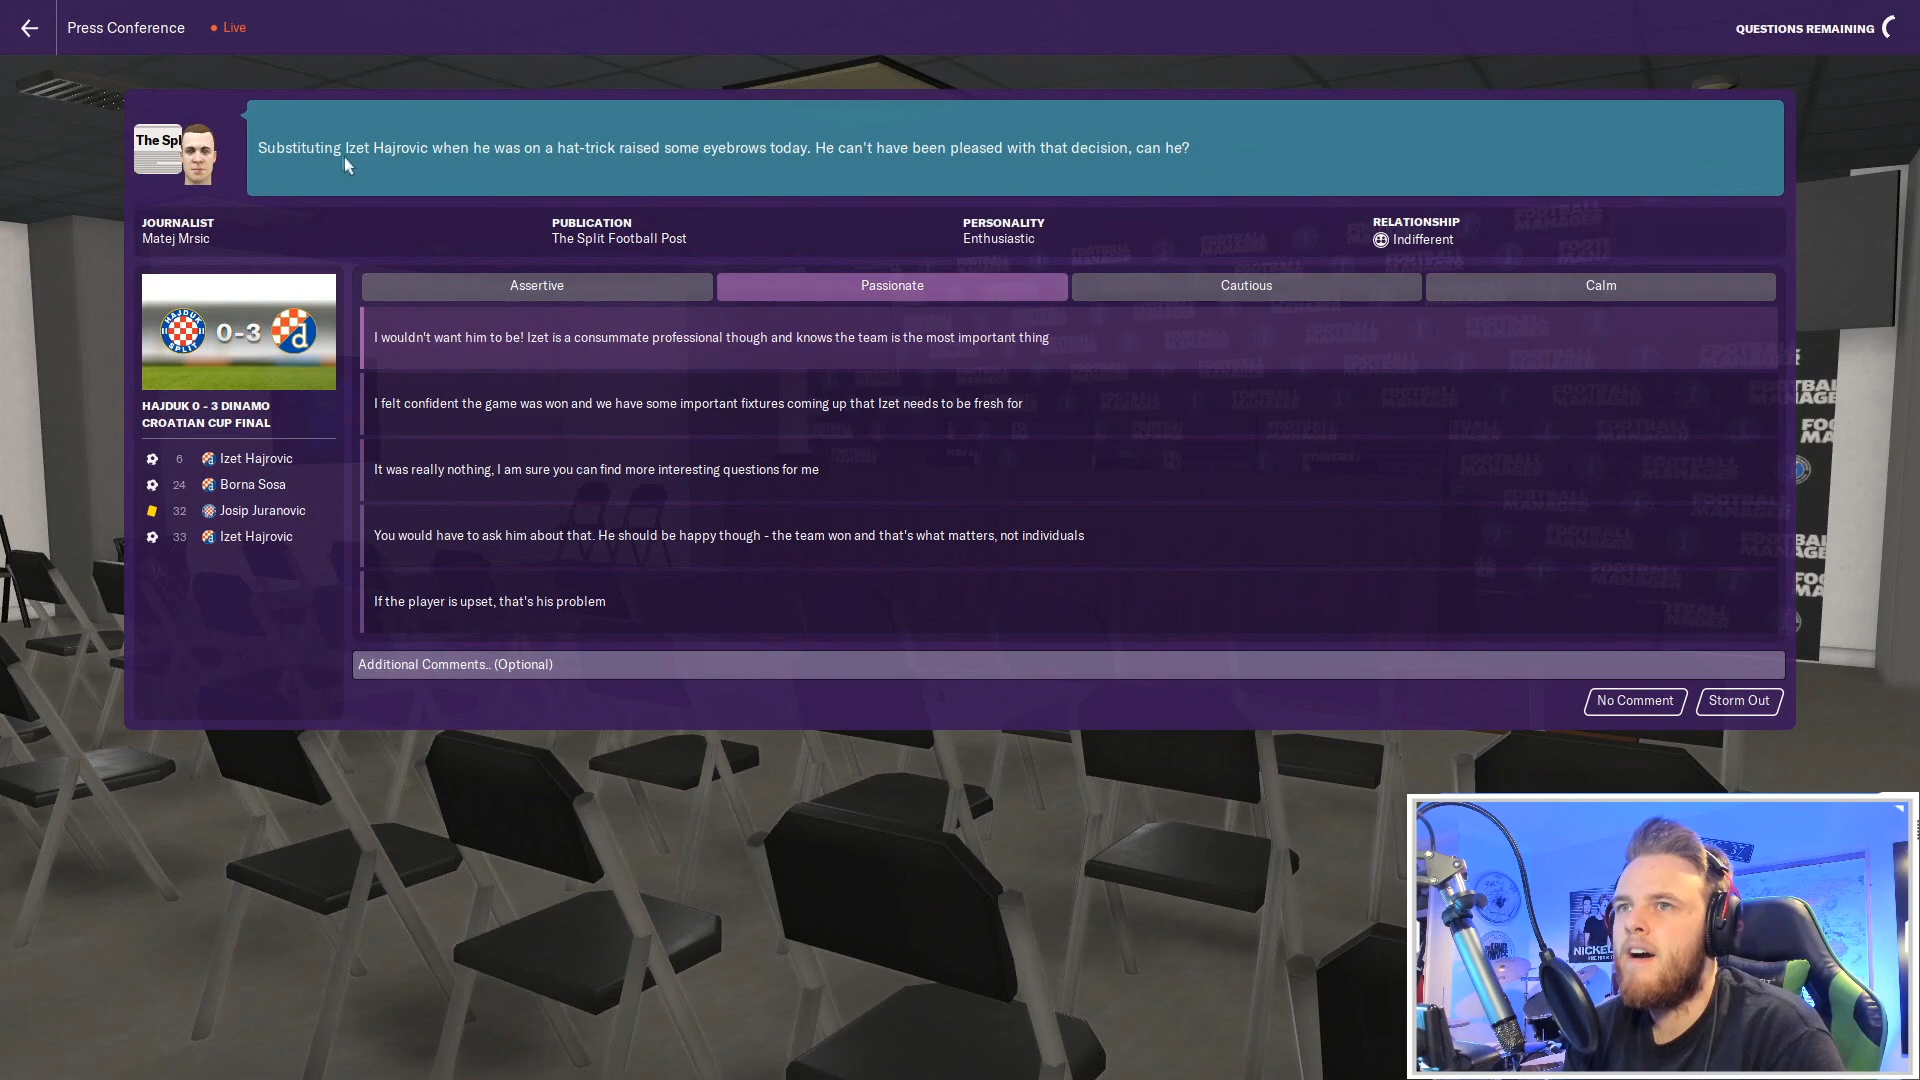 Press Conference
Live
QUESTIONS REMAINING
The Spl
Substituting Izet Hajrovic when he was on a hat-trick raised some eyebrows today. He can't have been pleased with that decision, can he?
JOURNALIST
Matej Mrsic
PUBLICATION
The Split Football Post
PERSONALITY
Enthusiastic
RELATIONSHIP
Indifferent
Assertive
Passionate
Cautious
Calm
HAJDUK SPLIT
0-3
d
HAJDUK 0 - 3 DINAMO
CROATIAN CUP FINAL
6 Izet Hajrovic
24 Borna Sosa
32 Josip Juranovic
33 Izet Hajrovic
I wouldn't want him to be! Izet is a consummate professional though and knows the team is the most important thing
I felt confident the game was won and we have some important fixtures coming up that Izet needs to be fresh for
It was really nothing, I am sure you can find more interesting questions for me
You would have to ask him about that. He should be happy though - the team won and that's what matters, not individuals
If the player is upset, that's his problem
Additional Comments.. (Optional)
No Comment
Storm Out
FOOTBALL MANAGER
NICKEL